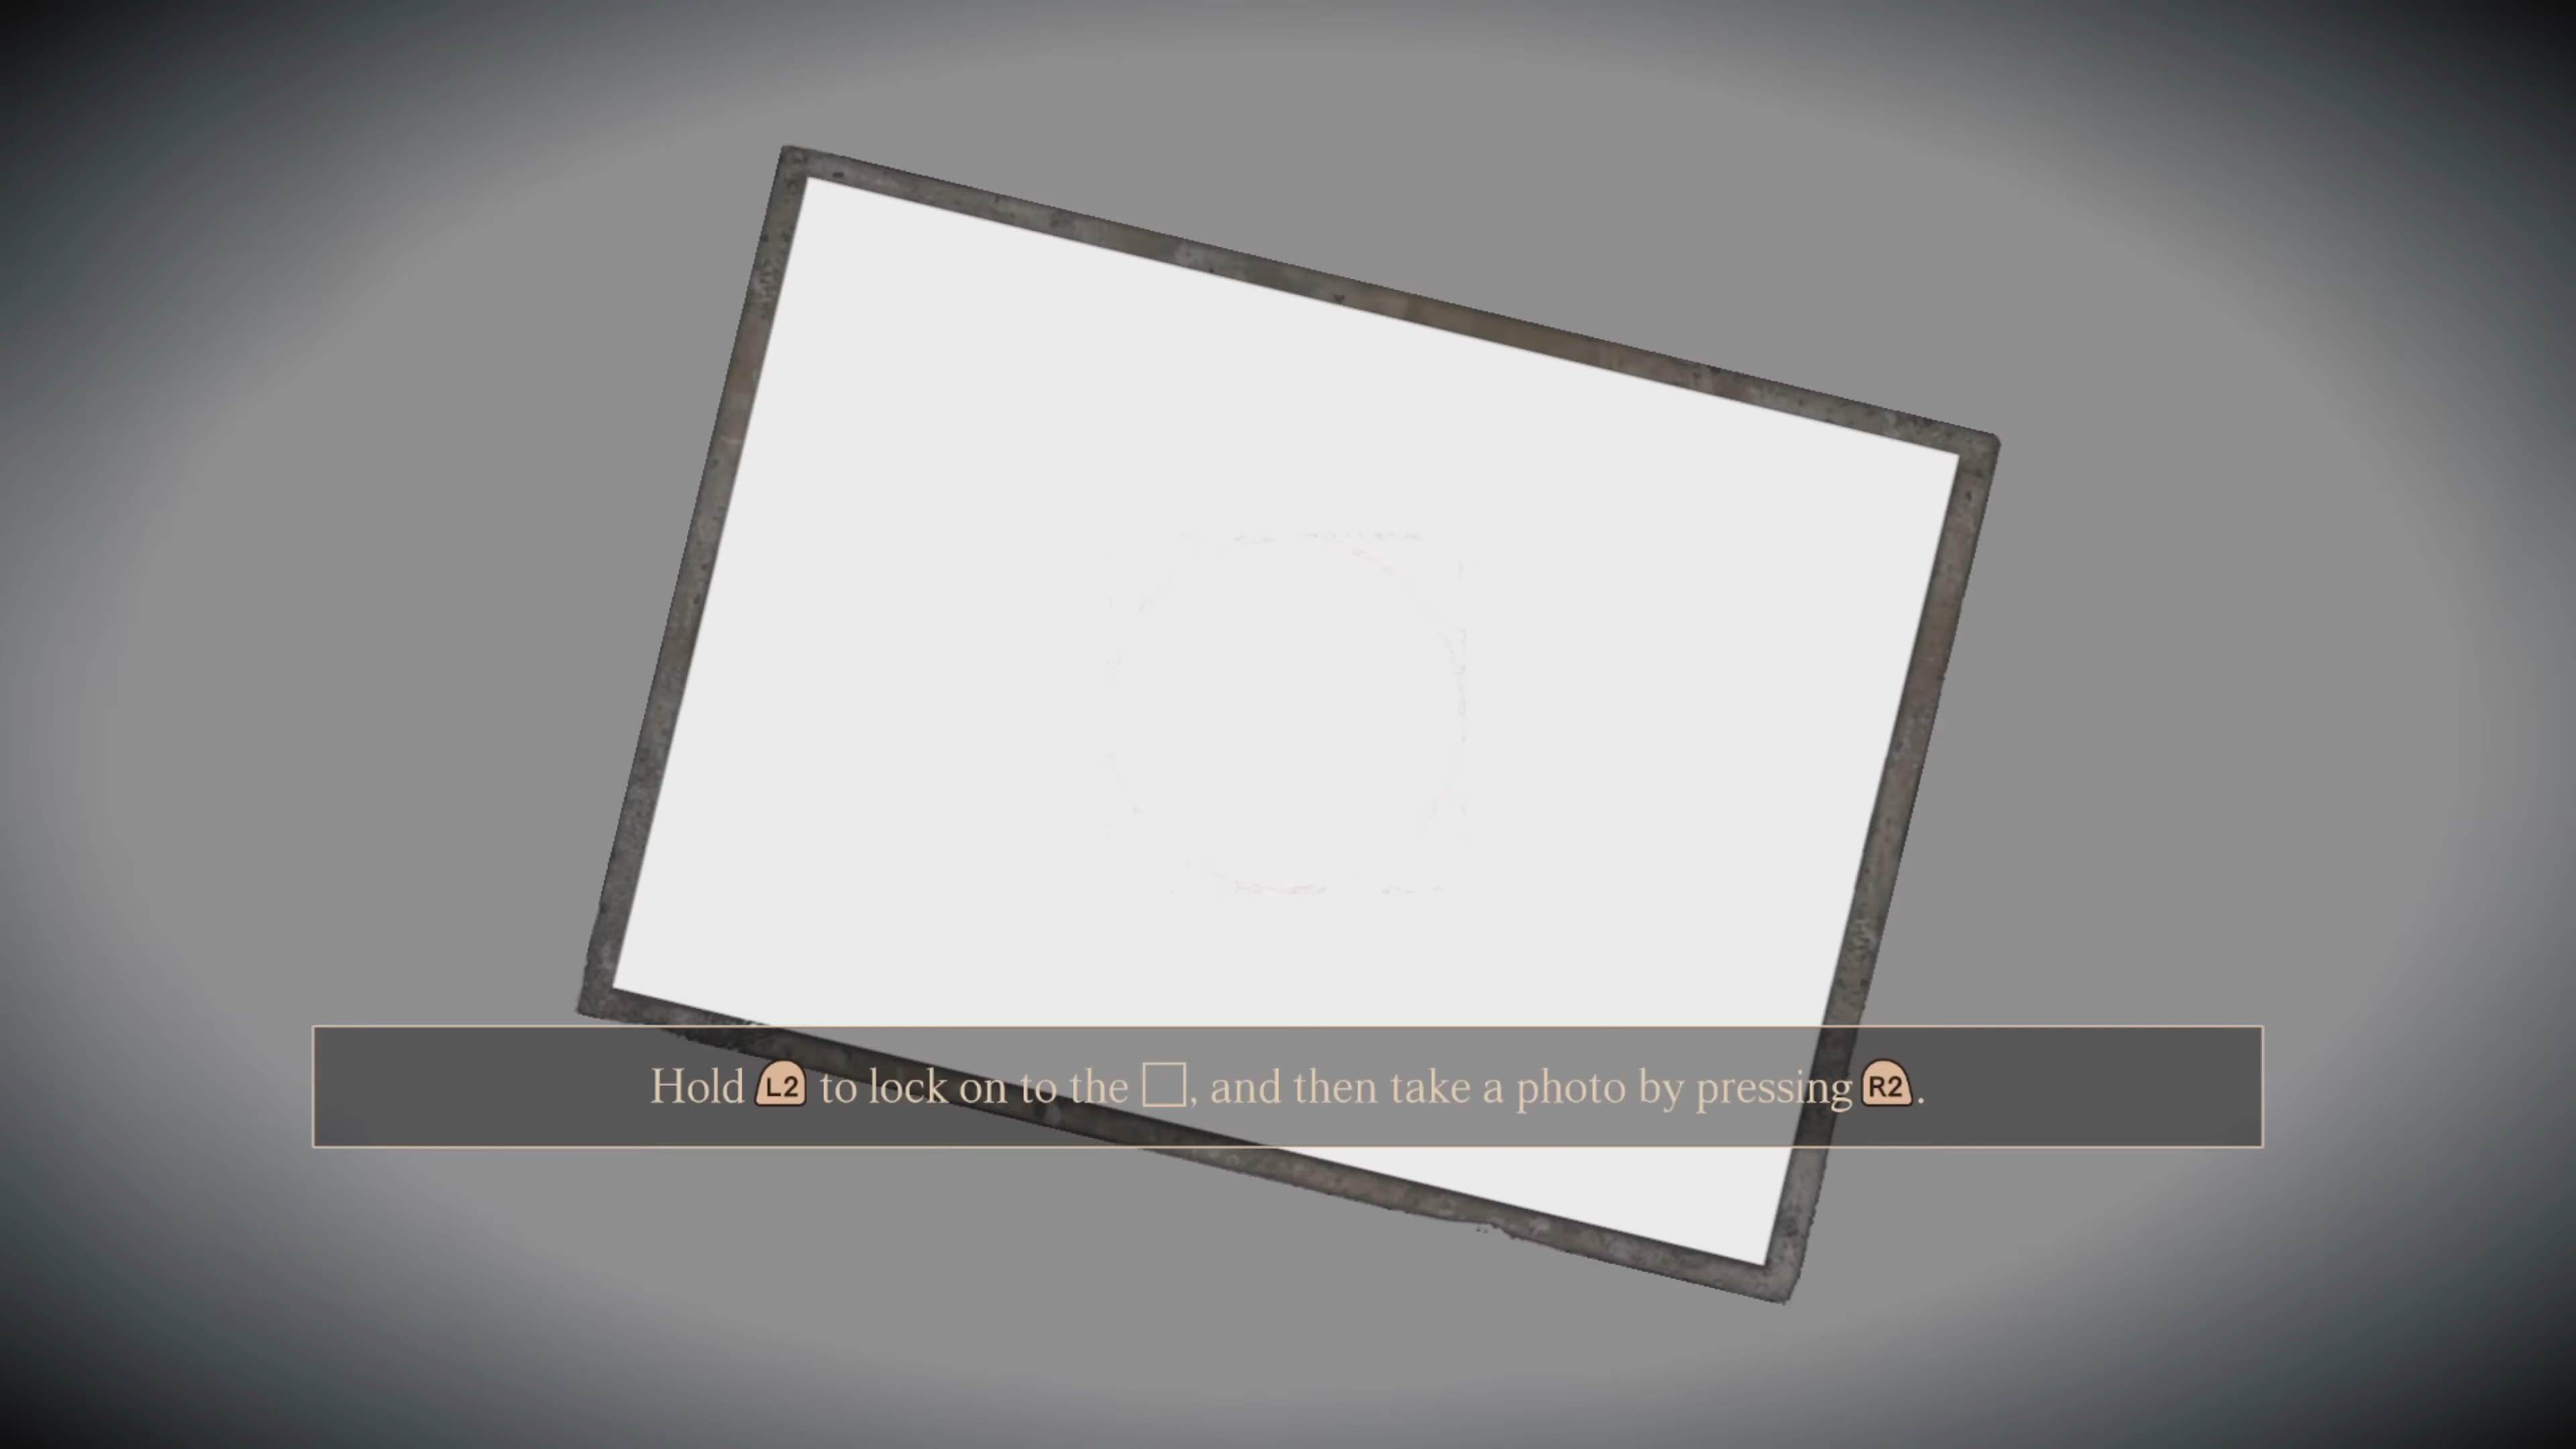 Hold L2 to lock on to the □, and then take a photo by pressing R2.